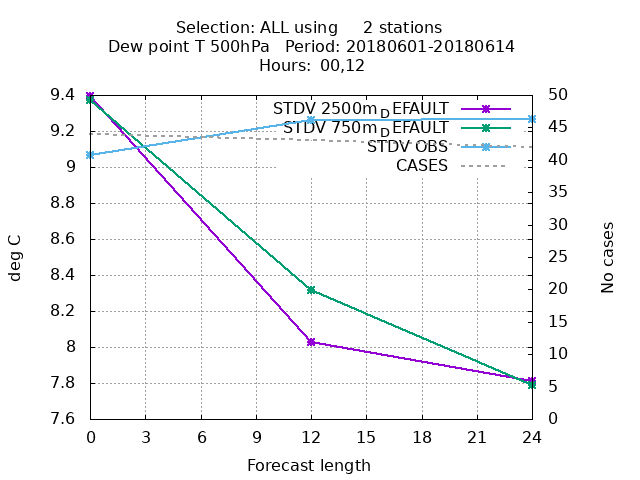 Selection: ALL using 2 stations
Dew point T 500hPa Period: 20180601-20180614
Hours: 00,12
STDV 2500m_DEFAULT
STDV 750m_DEFAULT
STDV OBS
CASES
9.4
9.2
9
8.8
8.6
8.4
8.2
8
7.8
7.6
deg C
50
45
40
35
30
25
20
15
10
5
0
No cases
0 3 6 9 12 15 18 21 24
Forecast length